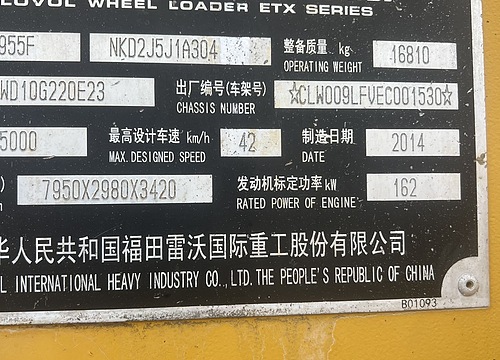 LOVOL WHEEL LOADER ETX SERIES
955F NKD2J5J1A304 整备质量 kg 16810
OPERATING WEIGHT
WD10G220E23 出厂编号(车架号) ☆CLW009LFVEC001530☆
CHASSIS NUMBER
5000 最高设计车速 km/h 42 制造日期 2014
MAX.DESIGNED SPEED DATE
) 7950X2980X3420 发动机标定功率 kW 162
RATED POWER OF ENGINE
华人民共和国福田雷沃国际重工股份有限公司
L INTERNATIONAL HEAVY INDUSTRY CO.,LTD.THE PEOPLE'S REPUBLIC OF CHINA
B01093